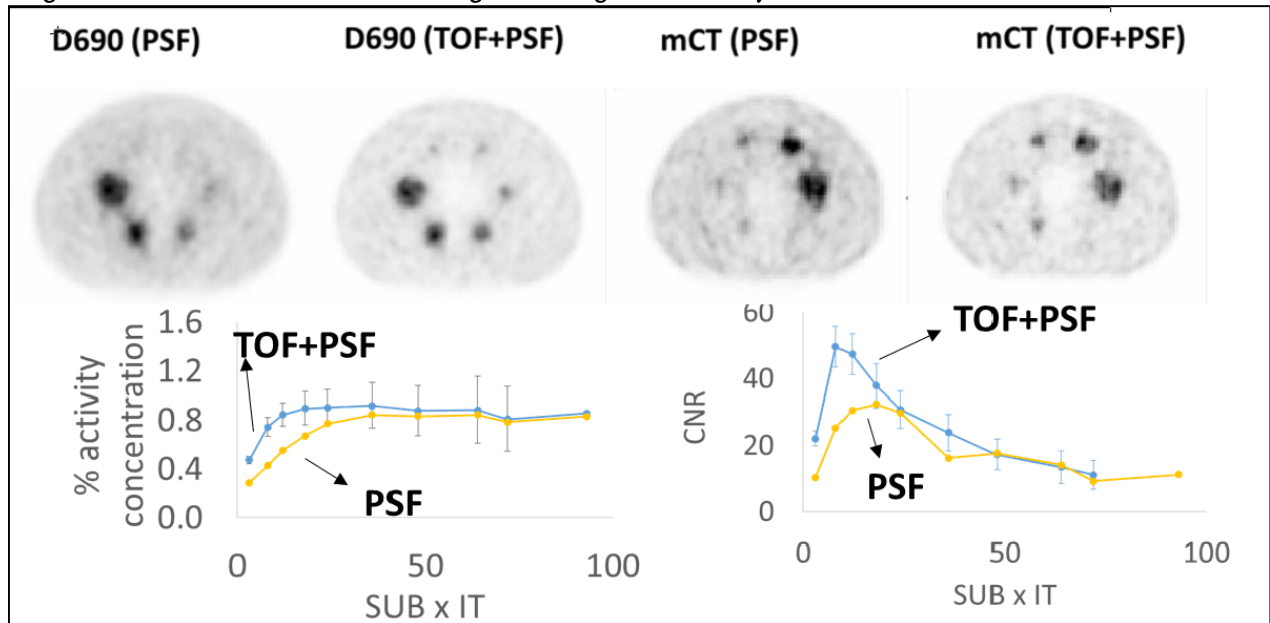 D690 (PSF)
D690 (TOF+PSF)
mCT (PSF)
mCT (TOF+PSF)
1.6
1.2
0.8
0.4
0.0
% activity
concentration
TOF+PSF
PSF
0
50
100
SUB x IT
60
40
20
0
CNR
TOF+PSF
PSF
0
50
100
SUB x IT